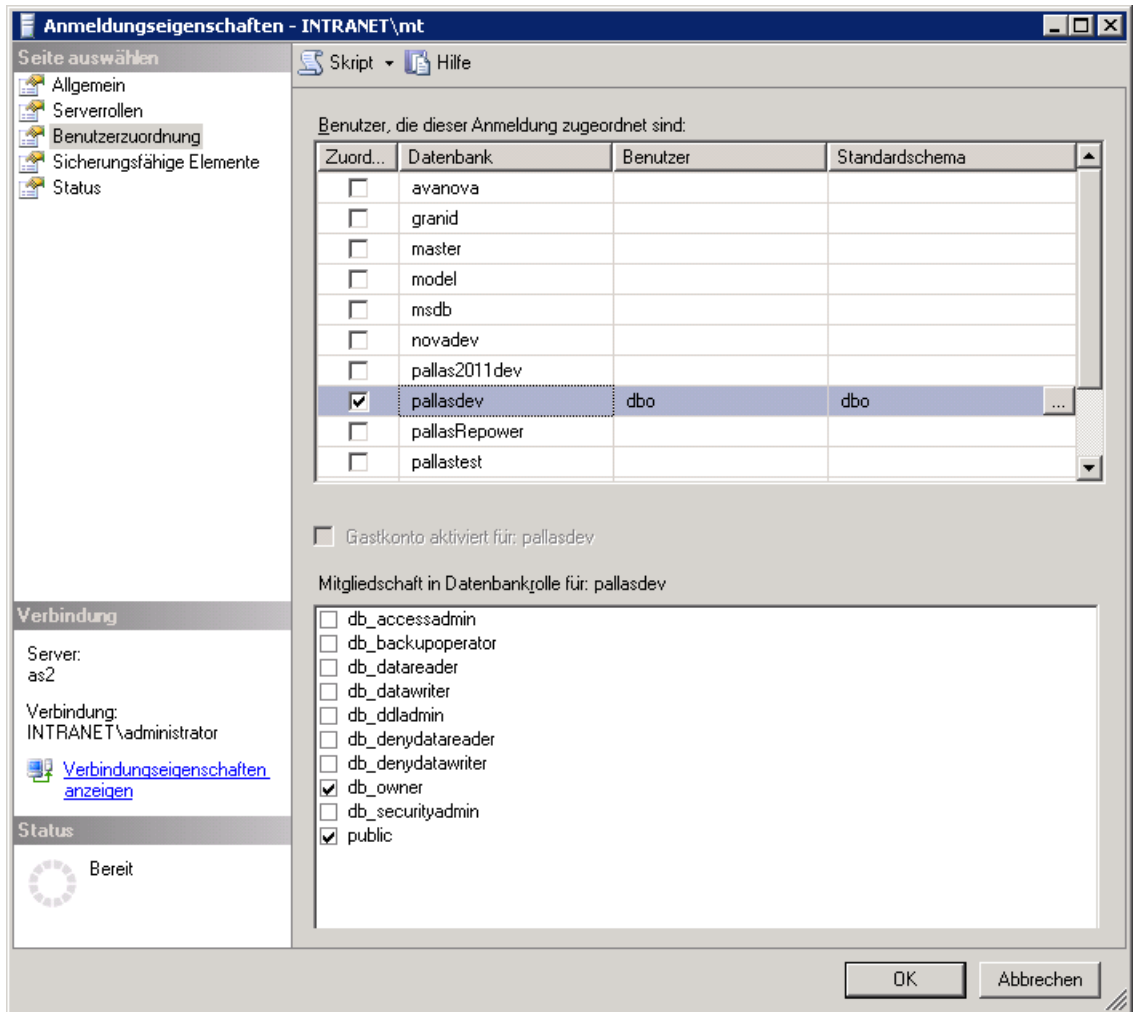 Anmeldungseigenschaften - INTRANET\mt
Seite auswählen
Allgemein
Serverrollen
Benutzerzuordnung
Sicherungsfähige Elemente
Status
Skript Hilfe
Benutzer, die dieser Anmeldung zugeordnet sind:
Zuord... Datenbank Benutzer Standardschema
avanova
granid
master
model
msdb
novadev
pallas2011dev
pallasdev dbo dbo ...
pallasRepower
pallastest
Gastkonto aktiviert für: pallasdev
Mitgliedschaft in Datenbankrolle für: pallasdev
db_accessadmin
db_backupoperator
db_datareader
db_datawriter
db_ddladmin
db_denydatareader
db_denydatawriter
db_owner
db_securityadmin
public
Verbindung
Server:
as2
Verbindung:
INTRANET\administrator
Verbindungseigenschaften
anzeigen
Status
Bereit
OK Abbrechen